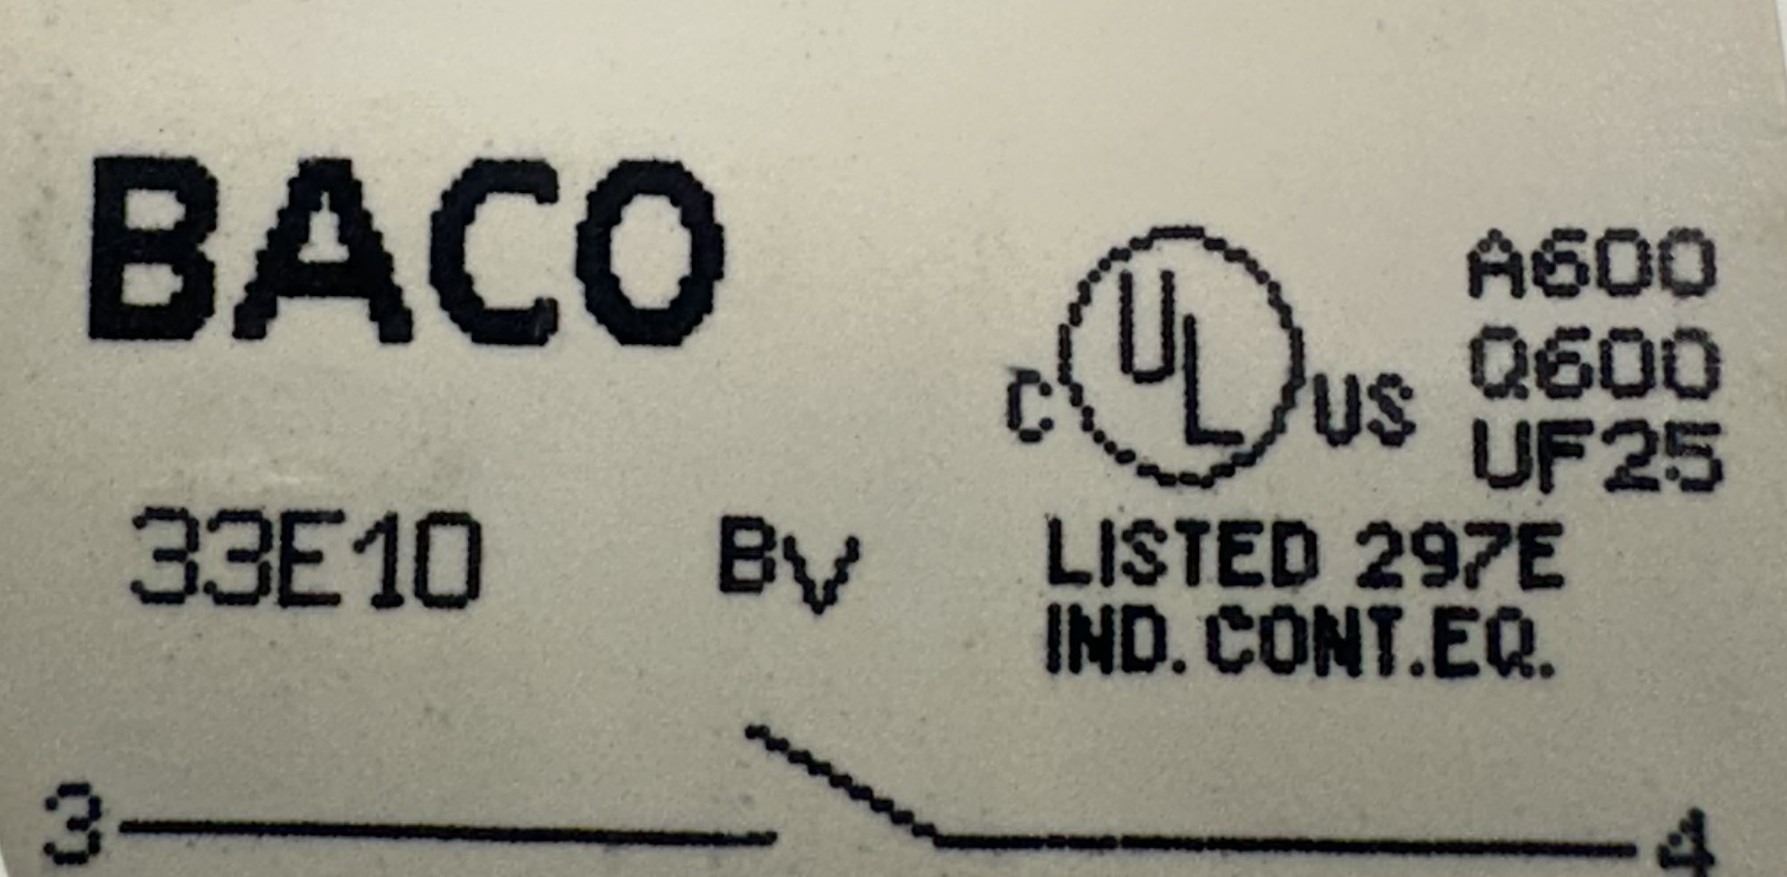 BACO
C UL US
A600
Q600
UF25
33E10 BV
LISTED 297E
IND. CONT.EQ.
3 4